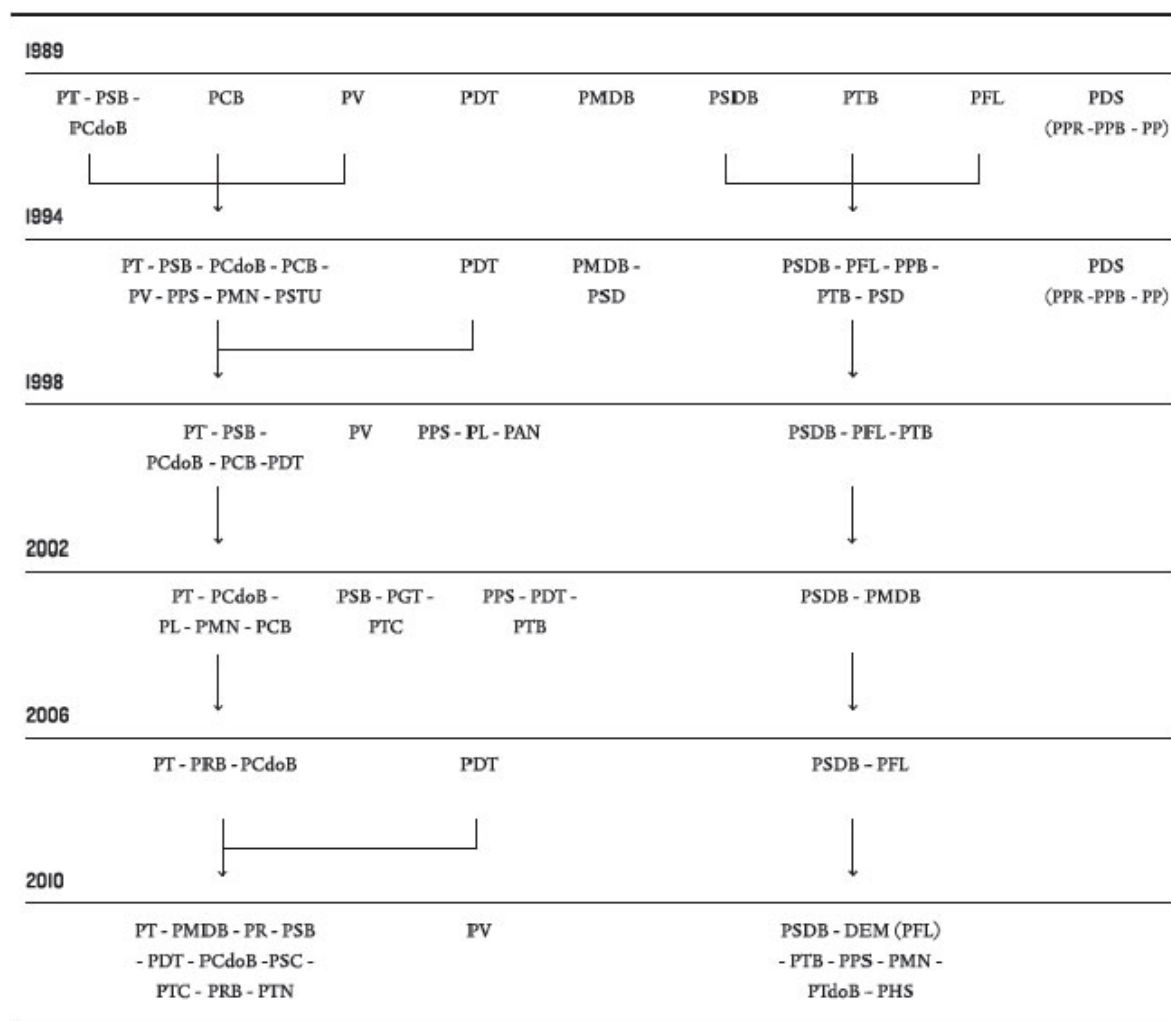 1989
PT - PSB - PCB PV PDT PMDB PSDB PTB PFL PDS
PCdoB (PPR -PPB - PP)
1994
PT - PSB - PCdoB - PCB - PDT PMDB - PSDB - PFL - PPB - PDS
PV - PPS - PMN - PSTU PSD PTB - PSD (PPR -PPB - PP)
1998
PT - PSB - PV PPS - PL - PAN PSDB - PFL - PTB
PCdoB - PCB -PDT
2002
PT - PCdoB - PSB - PGT - PPS - PDT - PSDB - PMDB
PL - PMN - PCB PTC PTB
2006
PT - PRB -PCdoB PDT PSDB - PFL
2010
PT - PMDB - PR - PSB PV PSDB - DEM (PFL)
- PDT - PCdoB -PSC - - PTB - PPS - PMN -
PTC - PRB - PTN PTdoB - PHS